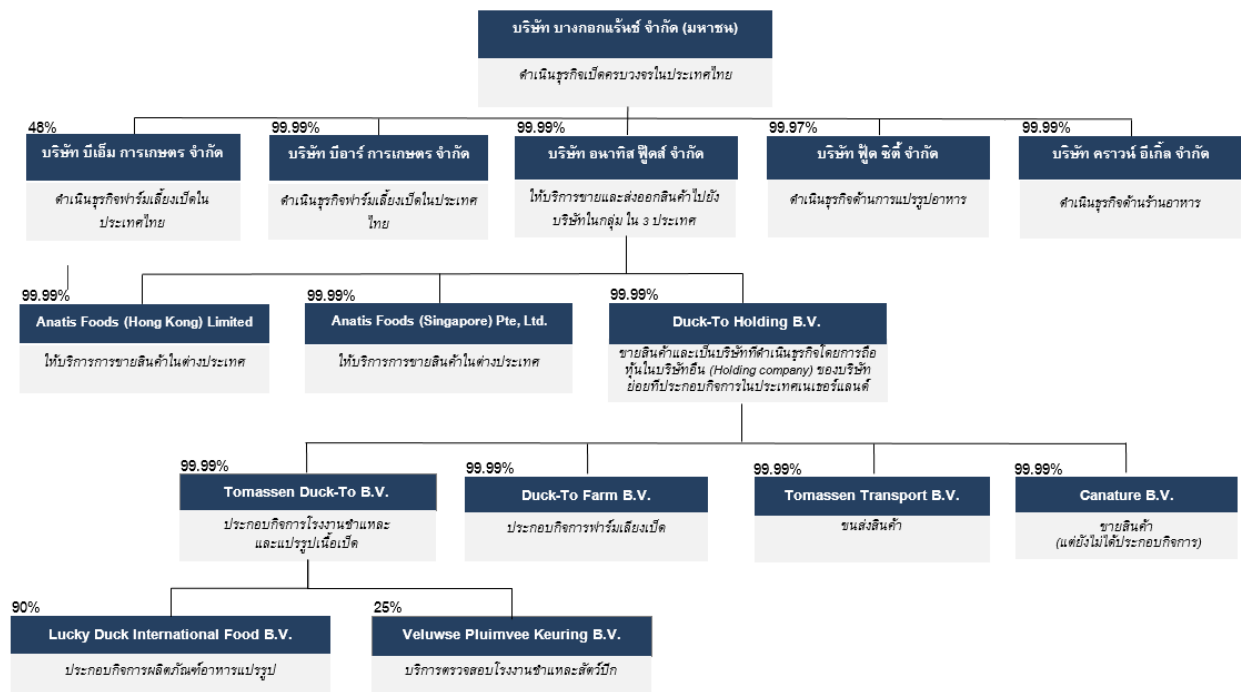 บริษัท บางกอกแร้นช์ จำกัด (มหาชน)
ดำเนินธุรกิจเป็ดครบวงจรในประเทศไทย
48%
บริษัท บีเอ็ม การเกษตร จำกัด
ดำเนินธุรกิจฟาร์มเลี้ยงเป็ดใน
ประเทศไทย
99.99%
บริษัท บีอาร์ การเกษตร จำกัด
ดำเนินธุรกิจฟาร์มเลี้ยงเป็ดในประเทศ
ไทย
99.99%
บริษัท อนาทิส ฟู๊ดส์ จำกัด
ให้บริการขายและส่งออกสินค้าไปยัง
บริษัทในกลุ่ม ใน 3 ประเทศ
99.97%
บริษัท ฟู้ด ซิตี้ จำกัด
ดำเนินธุรกิจด้านการแปรรูปอาหาร
99.99%
บริษัท คราวน์ อีเกิ้ล จำกัด
ดำเนินธุรกิจด้านร้านอาหาร
99.99%
Anatis Foods (Hong Kong) Limited
ให้บริการการขายสินค้าในต่างประเทศ
99.99%
Anatis Foods (Singapore) Pte, Ltd.
ให้บริการการขายสินค้าในต่างประเทศ
99.99%
Duck-To Holding B.V.
ขายสินค้าและเป็นบริษัทที่ดำเนินธุรกิจโดยการถือ
หุ้นในบริษัทอื่น (Holding company) ของบริษัท
ย่อยที่ประกอบกิจการในประเทศเนเธอร์แลนด์
99.99%
Tomassen Duck-To B.V.
ประกอบกิจการโรงงานชำแหละ
และแปรรูปเนื้อเป็ด
99.99%
Duck-To Farm B.V.
ประกอบกิจการฟาร์มเลี้ยงเป็ด
99.99%
Tomassen Transport B.V.
ขนส่งสินค้า
99.99%
Canature B.V.
ขายสินค้า
(แต่ยังไม่ได้ประกอบกิจการ)
90%
Lucky Duck International Food B.V.
ประกอบกิจการผลิตภัณฑ์อาหารแปรรูป
25%
Veluwse Pluimvee Keuring B.V.
บริการตรวจสอบโรงงานชำแหละสัตว์ปีก